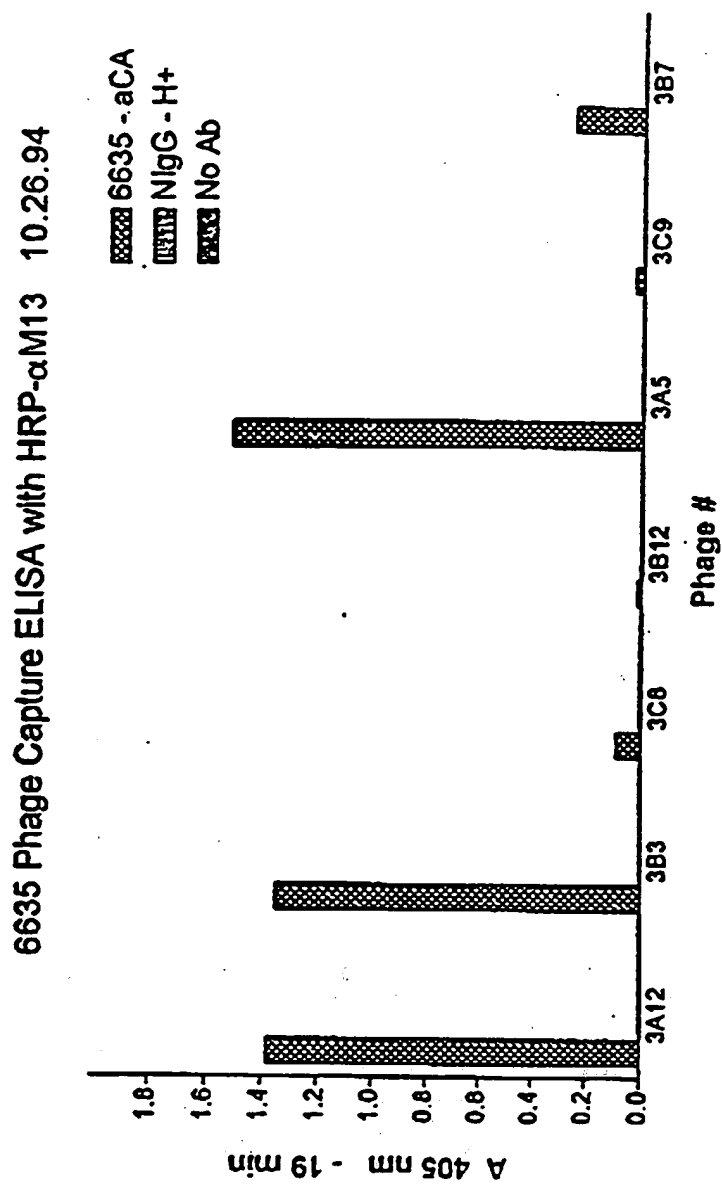 6635 Phage Capture ELISA with HRP-αM13 10.26.94
6635 - aCA
NIgG - H+
No Ab
A 405 nm - 19 min
1.8
1.6
1.4
1.2
1.0
0.8
0.6
0.4
0.2
0.0
3A12
3B3
3C8
3B12
3A5
3C9
3B7
Phage #